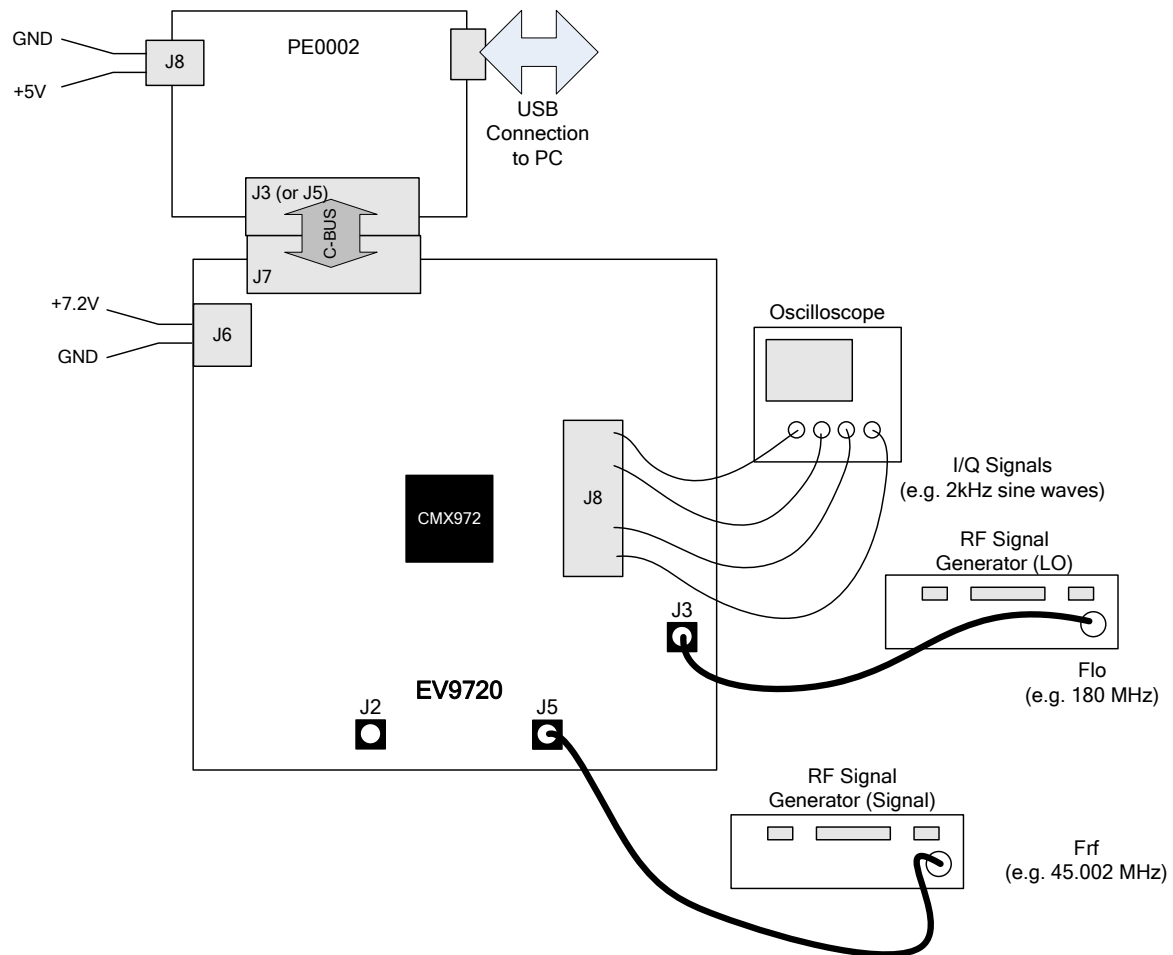 GND
+5V
J8
PE0002
USB
Connection
to PC
J3 (or J5)
C-BUS
J7
+7.2V
GND
J6
Oscilloscope
I/Q Signals
(e.g. 2kHz sine waves)
J8
CMX972
RF Signal
Generator (LO)
J3
Flo
(e.g. 180 MHz)
EV9720
J2
J5
RF Signal
Generator (Signal)
Frf
(e.g. 45.002 MHz)